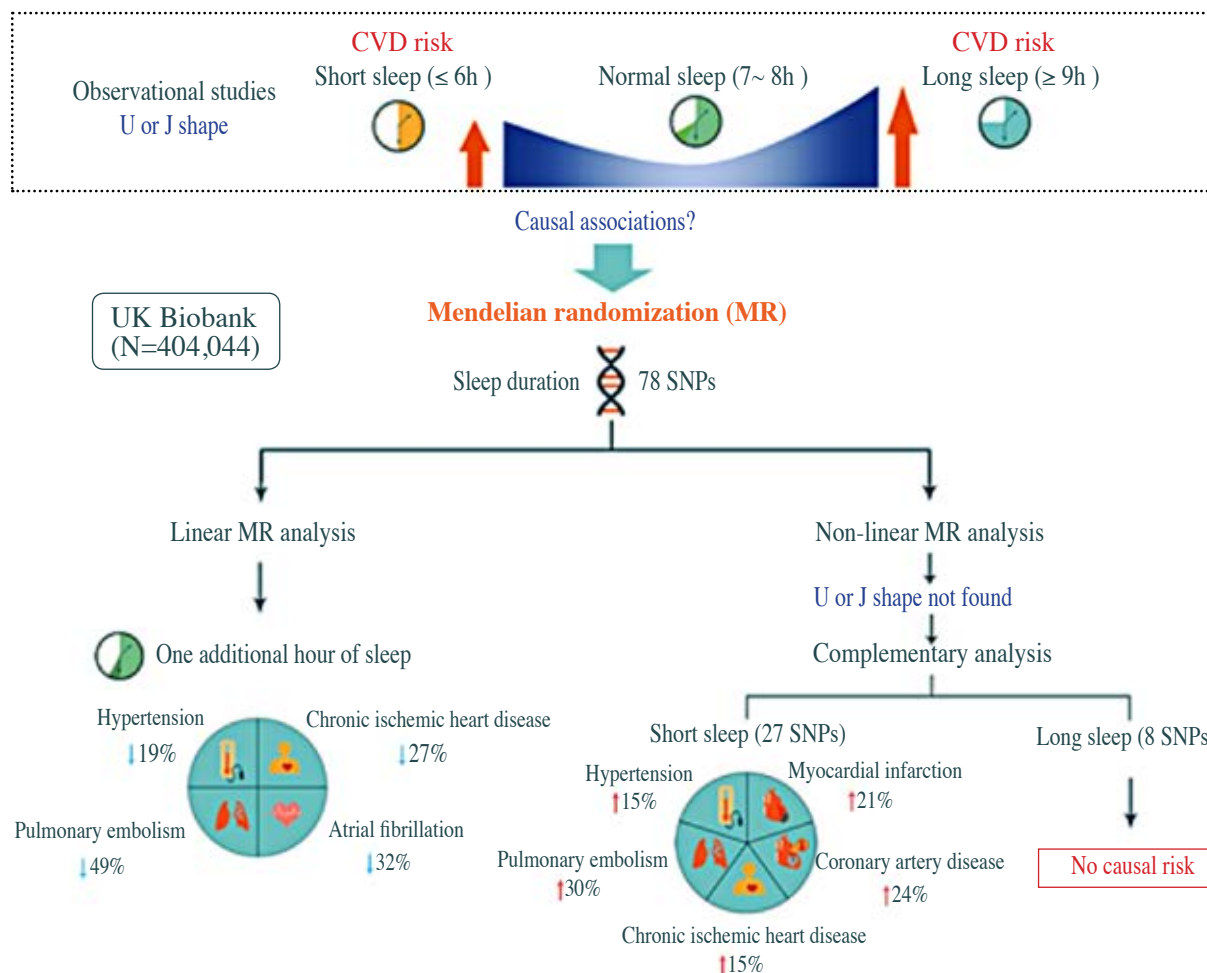 CVD risk
Short sleep (≤ 6h )
Normal sleep (7~ 8h )
CVD risk
Long sleep (≥ 9h )
Observational studies
U or J shape
Causal associations?
Mendelian randomization (MR)
UK Biobank
(N=404,044)
Sleep duration 78 SNPs
Linear MR analysis
Non-linear MR analysis
U or J shape not found
Complementary analysis
One additional hour of sleep
Hypertension
↓19%
Chronic ischemic heart disease
↓27%
Pulmonary embolism
↓49%
Atrial fibrillation
↓32%
Short sleep (27 SNPs)
Long sleep (8 SNPs
Hypertension
↑15%
Myocardial infarction
↑21%
Pulmonary embolism
↑30%
Coronary artery disease
↑24%
Chronic ischemic heart disease
↑15%
No causal risk